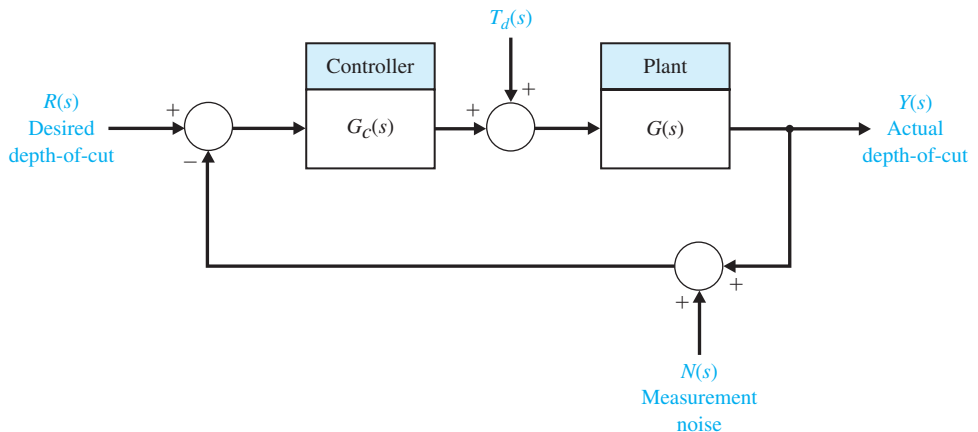 T_d(s)
Controller
Plant
R(s)
Desired
depth-of-cut
+
−
G_c(s)
+
+
G(s)
Y(s)
Actual
depth-of-cut
+
+
N(s)
Measurement
noise